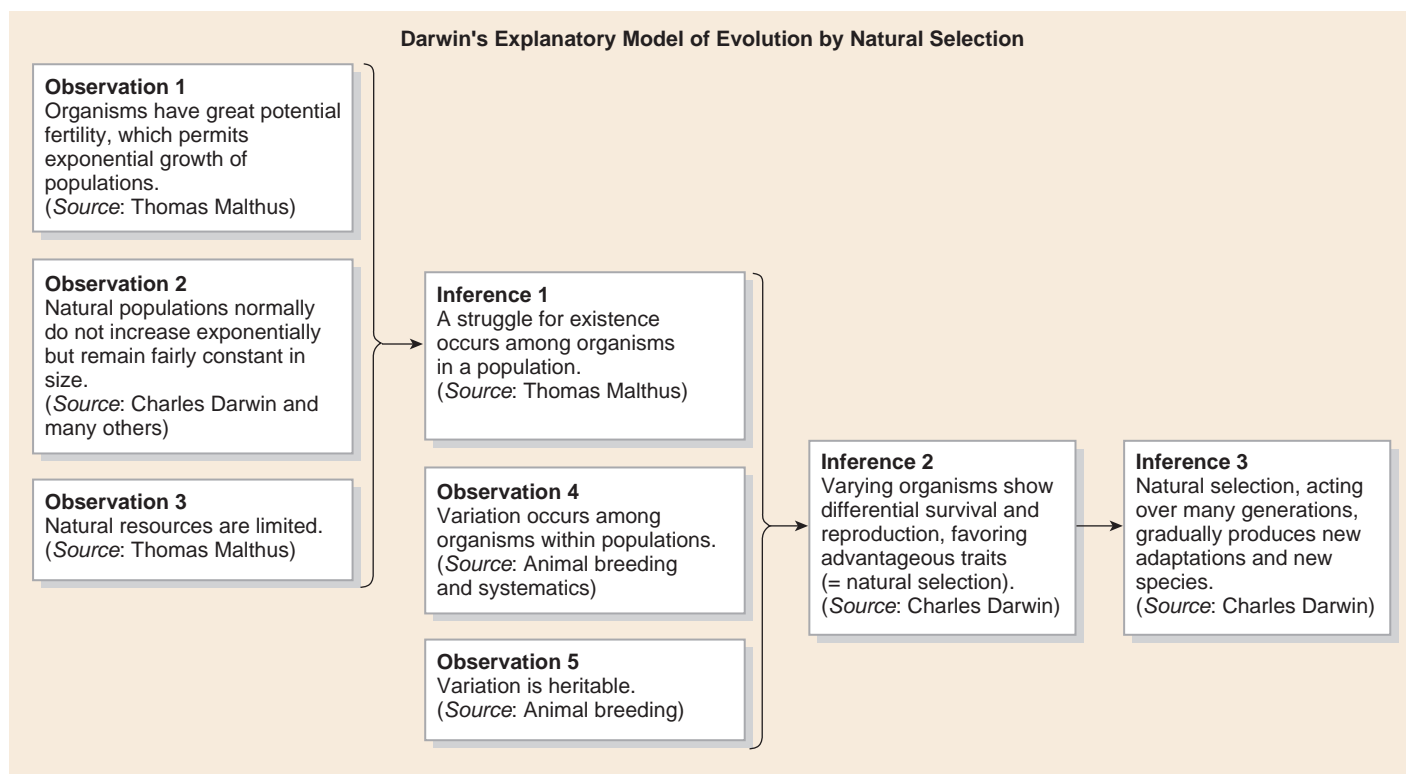 Darwin's Explanatory Model of Evolution by Natural Selection
Observation 1
Organisms have great potential
fertility, which permits
exponential growth of
populations.
(Source: Thomas Malthus)
Observation 2
Natural populations normally
do not increase exponentially
but remain fairly constant in
size.
(Source: Charles Darwin and
many others)
Observation 3
Natural resources are limited.
(Source: Thomas Malthus)
Inference 1
A struggle for existence
occurs among organisms
in a population.
(Source: Thomas Malthus)
Observation 4
Variation occurs among
organisms within populations.
(Source: Animal breeding
and systematics)
Observation 5
Variation is heritable.
(Source: Animal breeding)
Inference 2
Varying organisms show
differential survival and
reproduction, favoring
advantageous traits
(= natural selection).
(Source: Charles Darwin)
Inference 3
Natural selection, acting
over many generations,
gradually produces new
adaptations and new
species.
(Source: Charles Darwin)